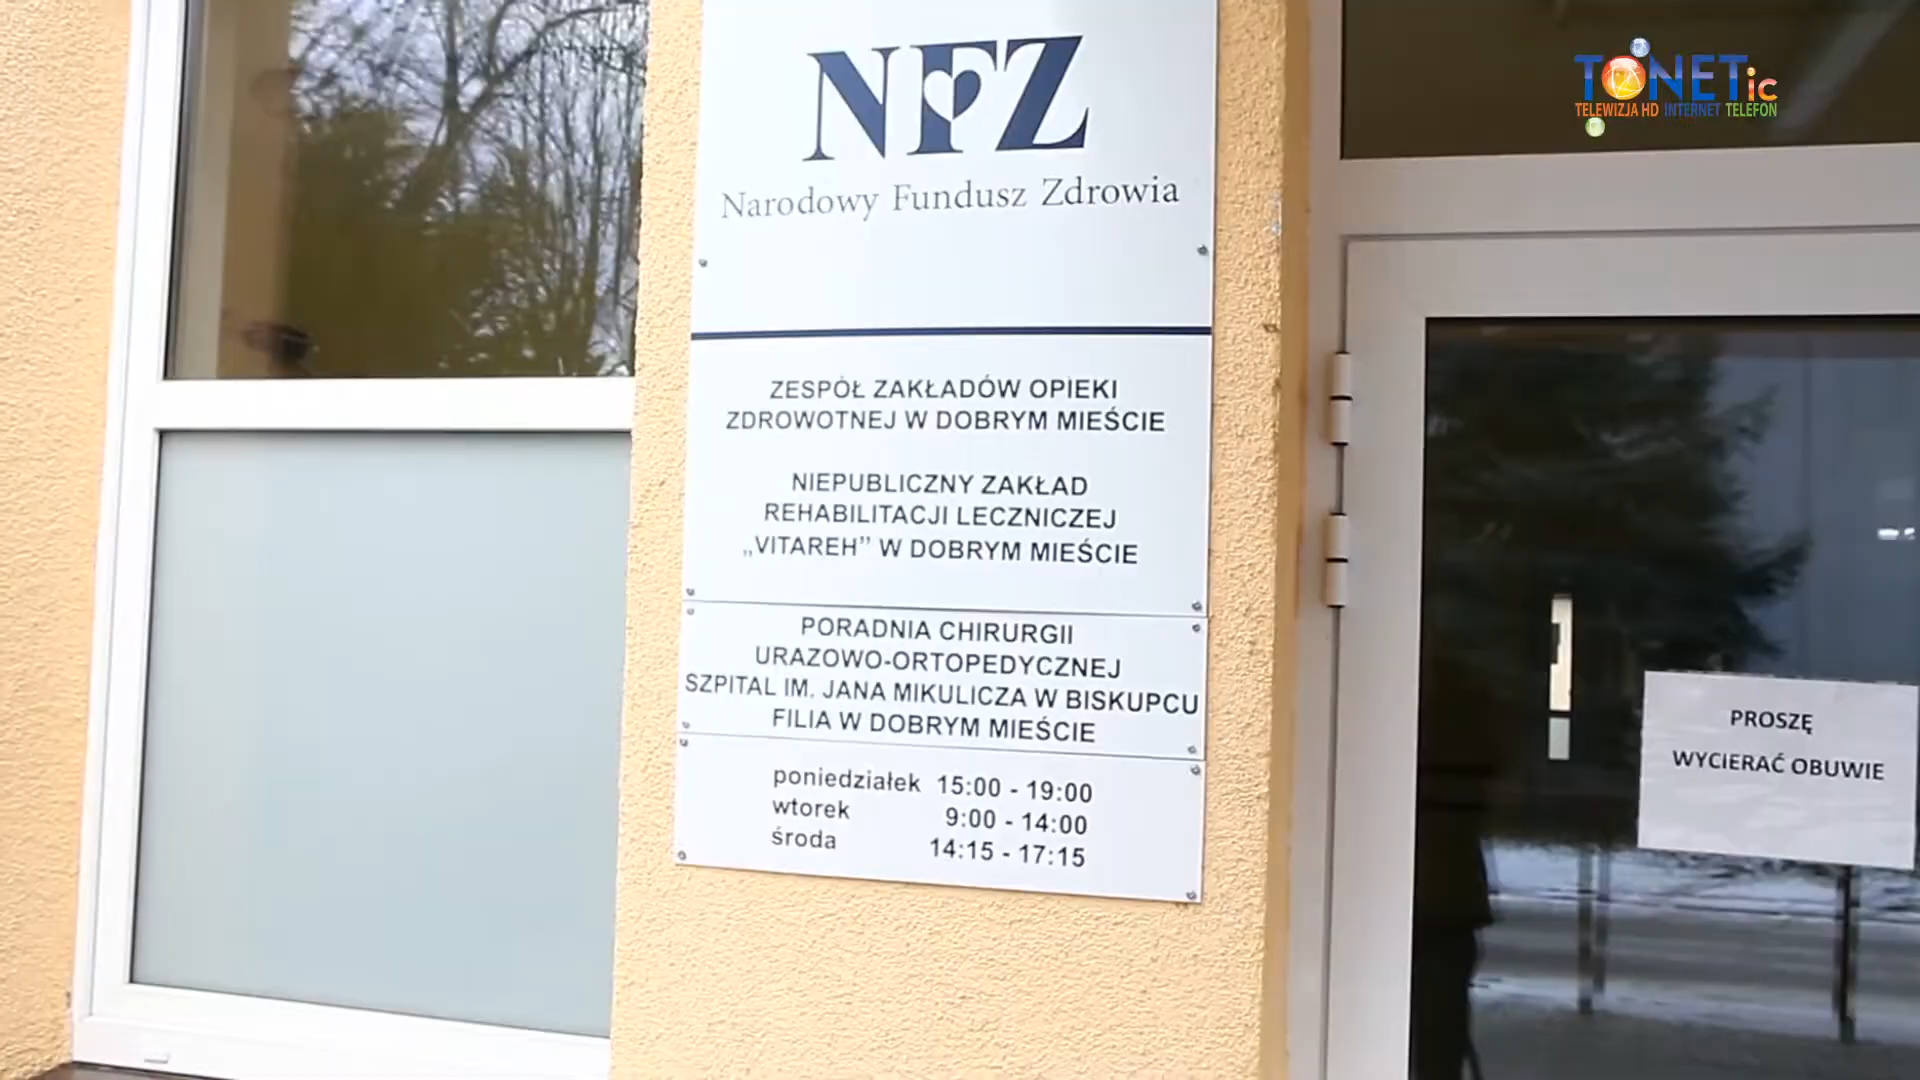 NFZ
Narodowy Fundusz Zdrowia
ZESPÓŁ ZAKŁADÓW OPIEKI
ZDROWOTNEJ W DOBRYM MIEŚCIE
NIEPUBLICZNY ZAKŁAD
REHABILITACJI LECZNICZEJ
„VITAREH” W DOBRYM MIEŚCIE
PORADNIA CHIRURGII
URAZOWO-ORTOPEDYCZNEJ
SZPITAL IM. JANA MIKULICZA W BISKUPCU
FILIA W DOBRYM MIEŚCIE
poniedziałek 15:00 - 19:00
wtorek 9:00 - 14:00
środa 14:15 - 17:15
TONETic
TELEWIZJA HD INTERNET TELEFON
PROSZĘ
WYCIERAĆ OBUWIE